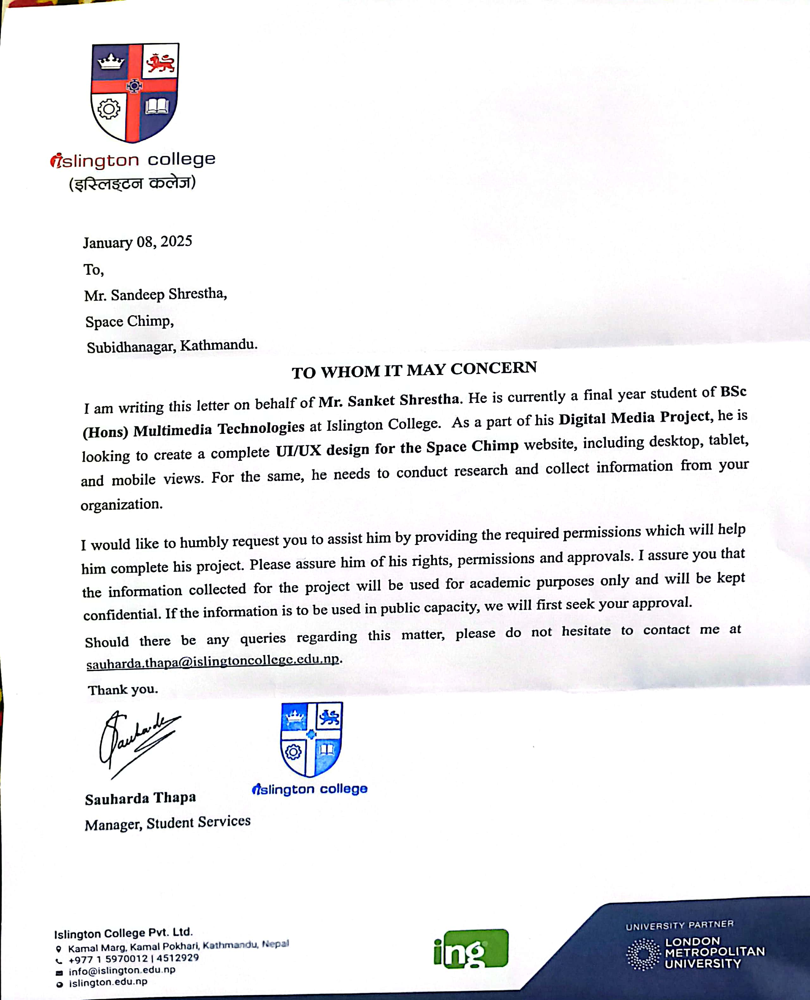 islington college
(इस्लिङ्टन कलेज)
January 08, 2025
To,
Mr. Sandeep Shrestha,
Space Chimp,
Subidhanagar, Kathmandu.
TO WHOM IT MAY CONCERN
I am writing this letter on behalf of Mr. Sanket Shrestha. He is currently a final year student of BSc
(Hons) Multimedia Technologies at Islington College. As a part of his Digital Media Project, he is
looking to create a complete UI/UX design for the Space Chimp website, including desktop, tablet,
and mobile views. For the same, he needs to conduct research and collect information from your
organization.
I would like to humbly request you to assist him by providing the required permissions which will help
him complete his project. Please assure him of his rights, permissions and approvals. I assure you that
the information collected for the project will be used for academic purposes only and will be kept
confidential. If the information is to be used in public capacity, we will first seek your approval.
Should there be any queries regarding this matter, please do not hesitate to contact me at
sauharda.thapa@islingtoncollege.edu.np.
Thank you.
Sauharda
islington college
Sauharda Thapa
Manager, Student Services
Islington College Pvt. Ltd.
Kamal Marg, Kamal Pokhari, Kathmandu, Nepal
+977 1 5970012 | 4512929
info@islington.edu.np
islington.edu.np
ing
UNIVERSITY PARTNER
LONDON
METROPOLITAN
UNIVERSITY